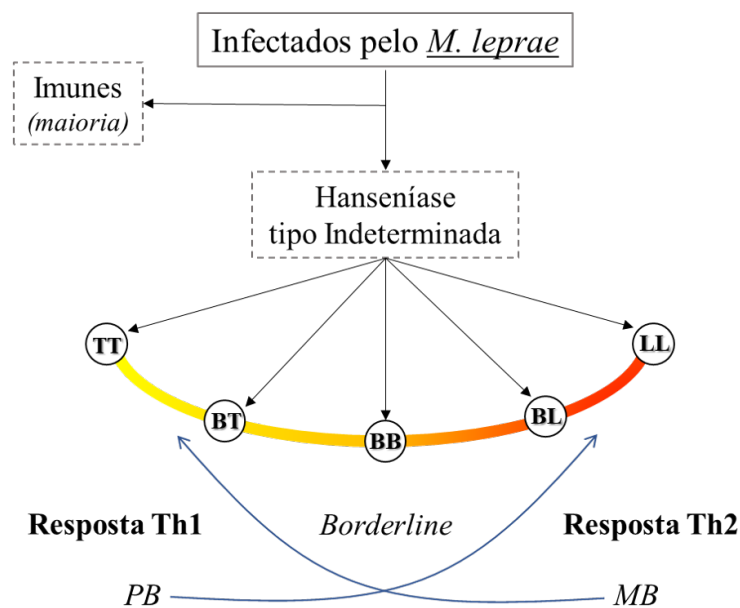 Infectados pelo M. leprae
Imunes
(maioria)
Hanseníase
tipo Indeterminada
TT
LL
BT
BL
BB
Resposta Th1
Borderline
Resposta Th2
PB
MB